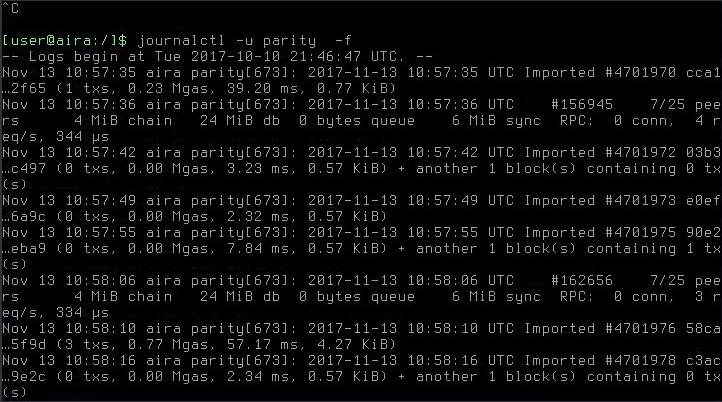 ^C
[user@aira:/]$ journalctl -u parity  -f
-- Logs begin at Tue 2017-10-10 21:46:47 UTC. --
Nov 13 10:57:35 aira parity[673]: 2017-11-13 10:57:35 UTC Imported #4701970 cca1
…2f65 (1 txs, 0.23 Mgas, 39.20 ms, 0.77 KiB)
Nov 13 10:57:36 aira parity[673]: 2017-11-13 10:57:36 UTC    #156945    7/25 pee
rs     4 MiB chain   24 MiB db  0 bytes queue    6 MiB sync  RPC:  0 conn,  4 r
eq/s, 344 µs
Nov 13 10:57:42 aira parity[673]: 2017-11-13 10:57:42 UTC Imported #4701972 03b3
…c497 (0 txs, 0.00 Mgas, 3.23 ms, 0.57 KiB) + another 1 block(s) containing 0 tx
(s)
Nov 13 10:57:49 aira parity[673]: 2017-11-13 10:57:49 UTC Imported #4701973 e0ef
…6a9c (0 txs, 0.00 Mgas, 2.32 ms, 0.57 KiB)
Nov 13 10:57:55 aira parity[673]: 2017-11-13 10:57:55 UTC Imported #4701975 90e2
…eba9 (0 txs, 0.00 Mgas, 7.84 ms, 0.57 KiB) + another 1 block(s) containing 1 tx
(s)
Nov 13 10:58:06 aira parity[673]: 2017-11-13 10:58:06 UTC    #162656    7/25 pee
rs     4 MiB chain   24 MiB db  0 bytes queue    6 MiB sync  RPC:  0 conn,  3 r
eq/s, 334 µs
Nov 13 10:58:10 aira parity[673]: 2017-11-13 10:58:10 UTC Imported #4701976 58ca
…5f9d (3 txs, 0.77 Mgas, 57.17 ms, 4.27 KiB)
Nov 13 10:58:16 aira parity[673]: 2017-11-13 10:58:16 UTC Imported #4701978 c3ac
…9e2c (0 txs, 0.00 Mgas, 2.34 ms, 0.57 KiB) + another 1 block(s) containing 0 tx
(s)